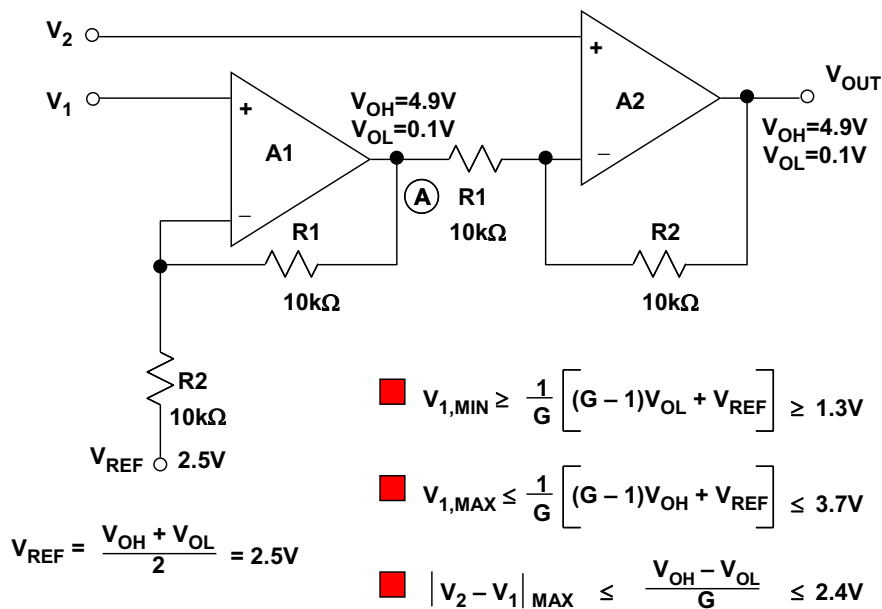 V2
V1
+
A1
−
VOH=4.9V
VOL=0.1V
A
+
A2
−
VOUT
VOH=4.9V
VOL=0.1V
R1
10kΩ
R1
10kΩ
R2
10kΩ
R2
10kΩ
VREF 2.5V
VREF = (VOH + VOL) / 2 = 2.5V
V1,MIN ≥ 1/G [(G – 1)VOL + VREF] ≥ 1.3V
V1,MAX ≤ 1/G [(G – 1)VOH + VREF] ≤ 3.7V
|V2 – V1| MAX ≤ (VOH – VOL) / G ≤ 2.4V